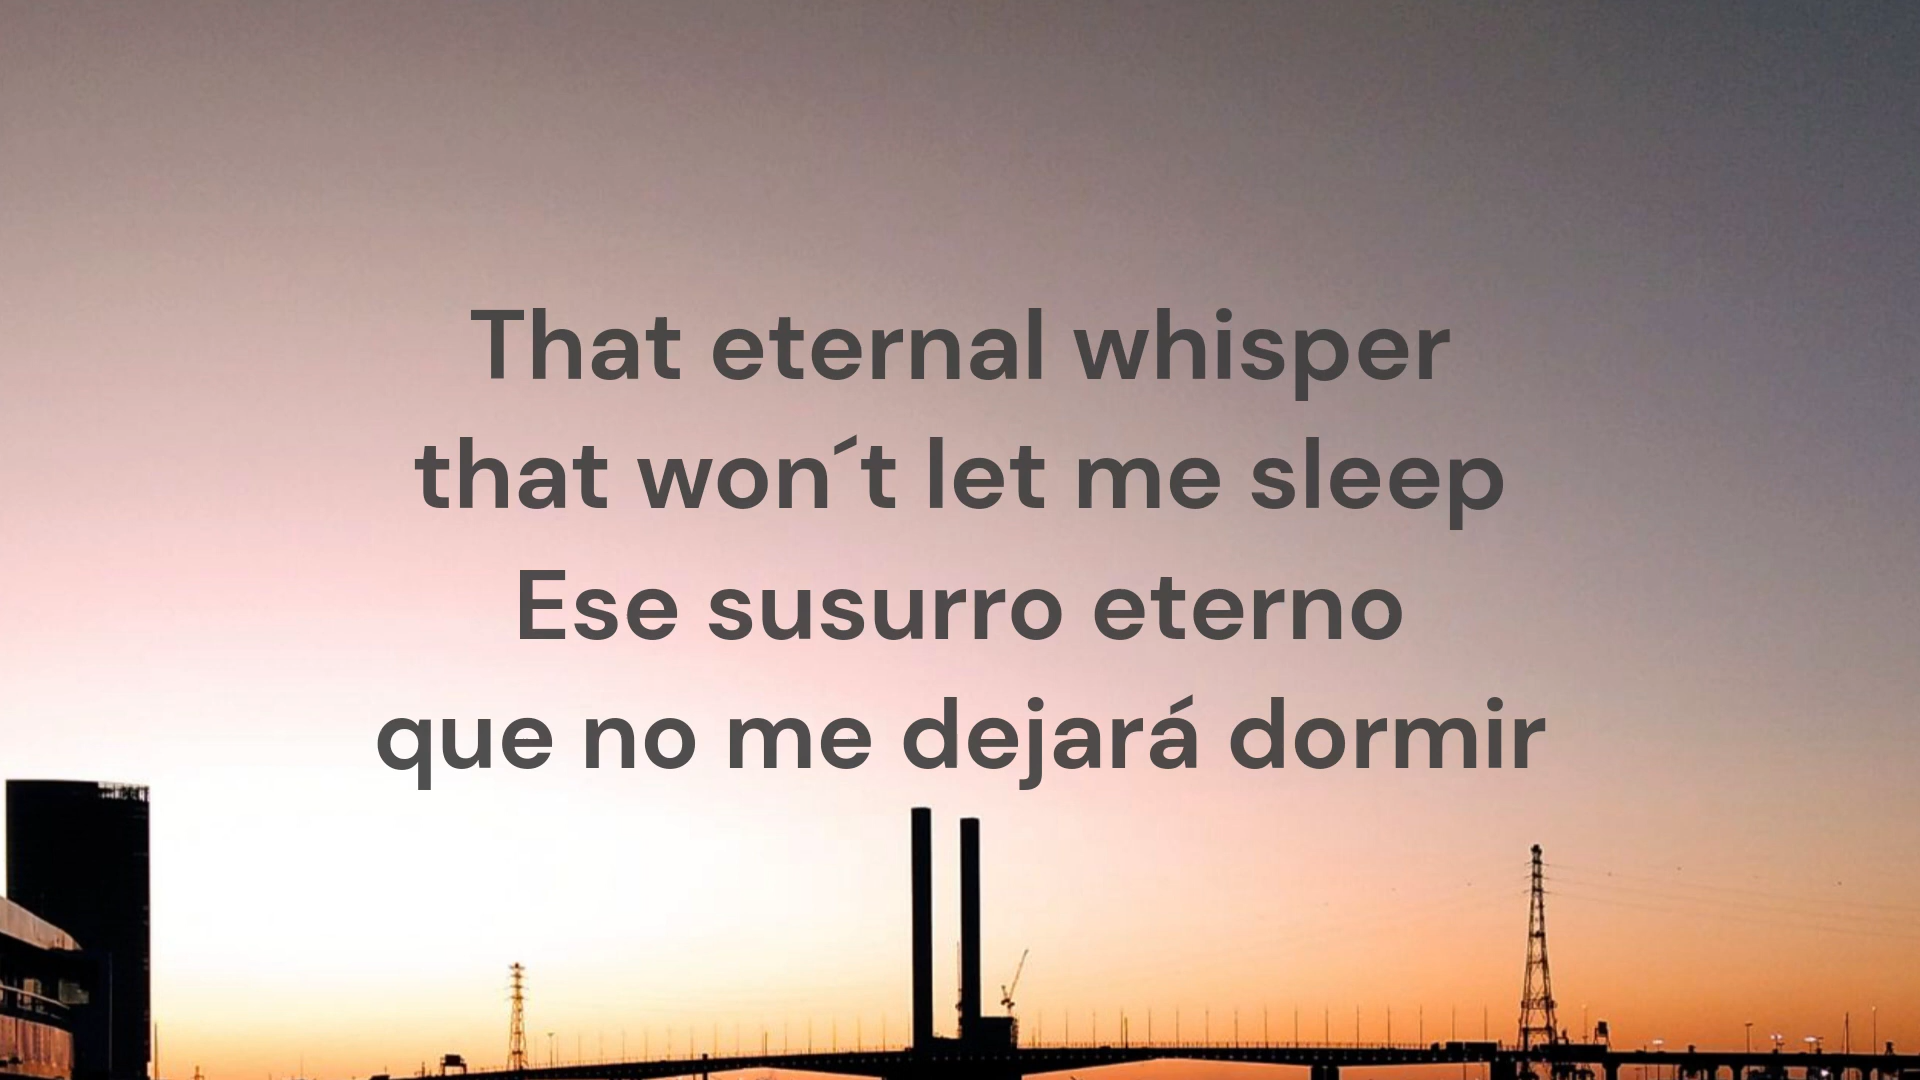 That eternal whisper
that won´t let me sleep
Ese susurro eterno
que no me dejará dormir